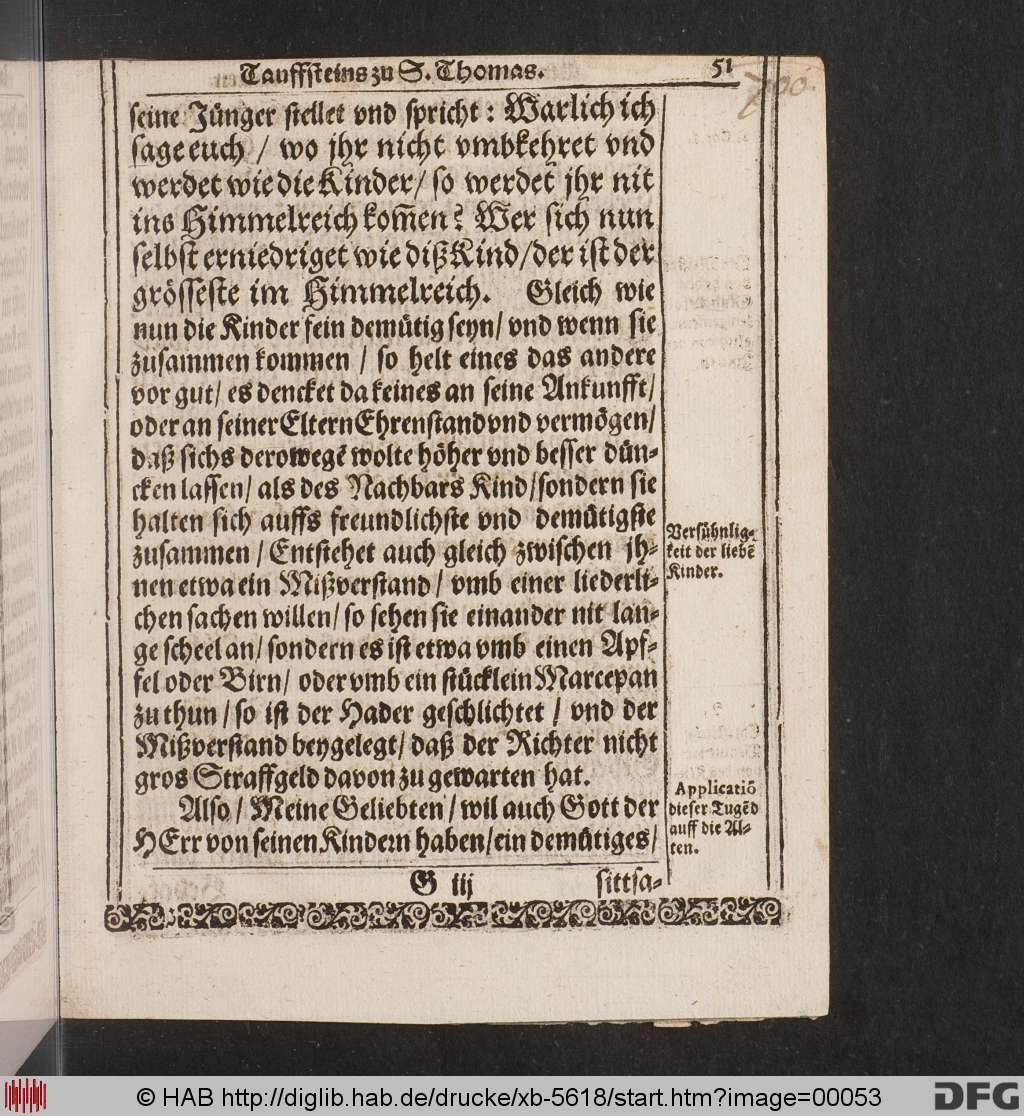 Tauffsteins zu S. Thomas. 51
seine Jünger stellet vnd spricht: Warlich ich
sage euch / wo jhr nicht vmbkehret vnd
werdet wie die Kinder / so werdet jhr nit
ins Himmelreich kom̃en? Wer sich nun
selbst erniedriget wie diß Kind / der ist der
grösseste im Himmelreich. Gleich wie
nun die Kinder fein demütig seyn / vnd wenn sie
zusammen kommen / so helt eines das andere
vor gut / es dencket da keines an seine Ankunfft /
oder an seiner Eltern Ehrenstand vnd vermögen /
daß sichs derowegẽ wolte höher vnd besser dün-
cken lassen / als des Nachbars Kind / sondern sie
halten sich auffs freundlichste vnd demütigste
zusammen / Entstehet auch gleich zwischen jh-
nen etwa ein Mißverstand / vmb einer liederli-
chen sachen willen / so sehen sie einander nit lan-
ge scheel an / sondern es ist etwa vmb einen Apf-
fel oder Birn / oder vmb ein stücklein Marcepan
zu thun / so ist der Hader geschlichtet / vnd der
Mißverstand beygelegt / daß der Richter nicht
gros Straffgeld davon zu gewarten hat.
Also / Meine Geliebten / wil auch Gott der
HErr von seinen Kindern haben / ein demütiges /
G iij sittsa-
Versühnlig-
keit der liebẽ
Kinder.
Applicatiõ
dieser Tugẽd
auff die Al-
ten.
© HAB http://diglib.hab.de/drucke/xb-5618/start.htm?image=00053
DFG